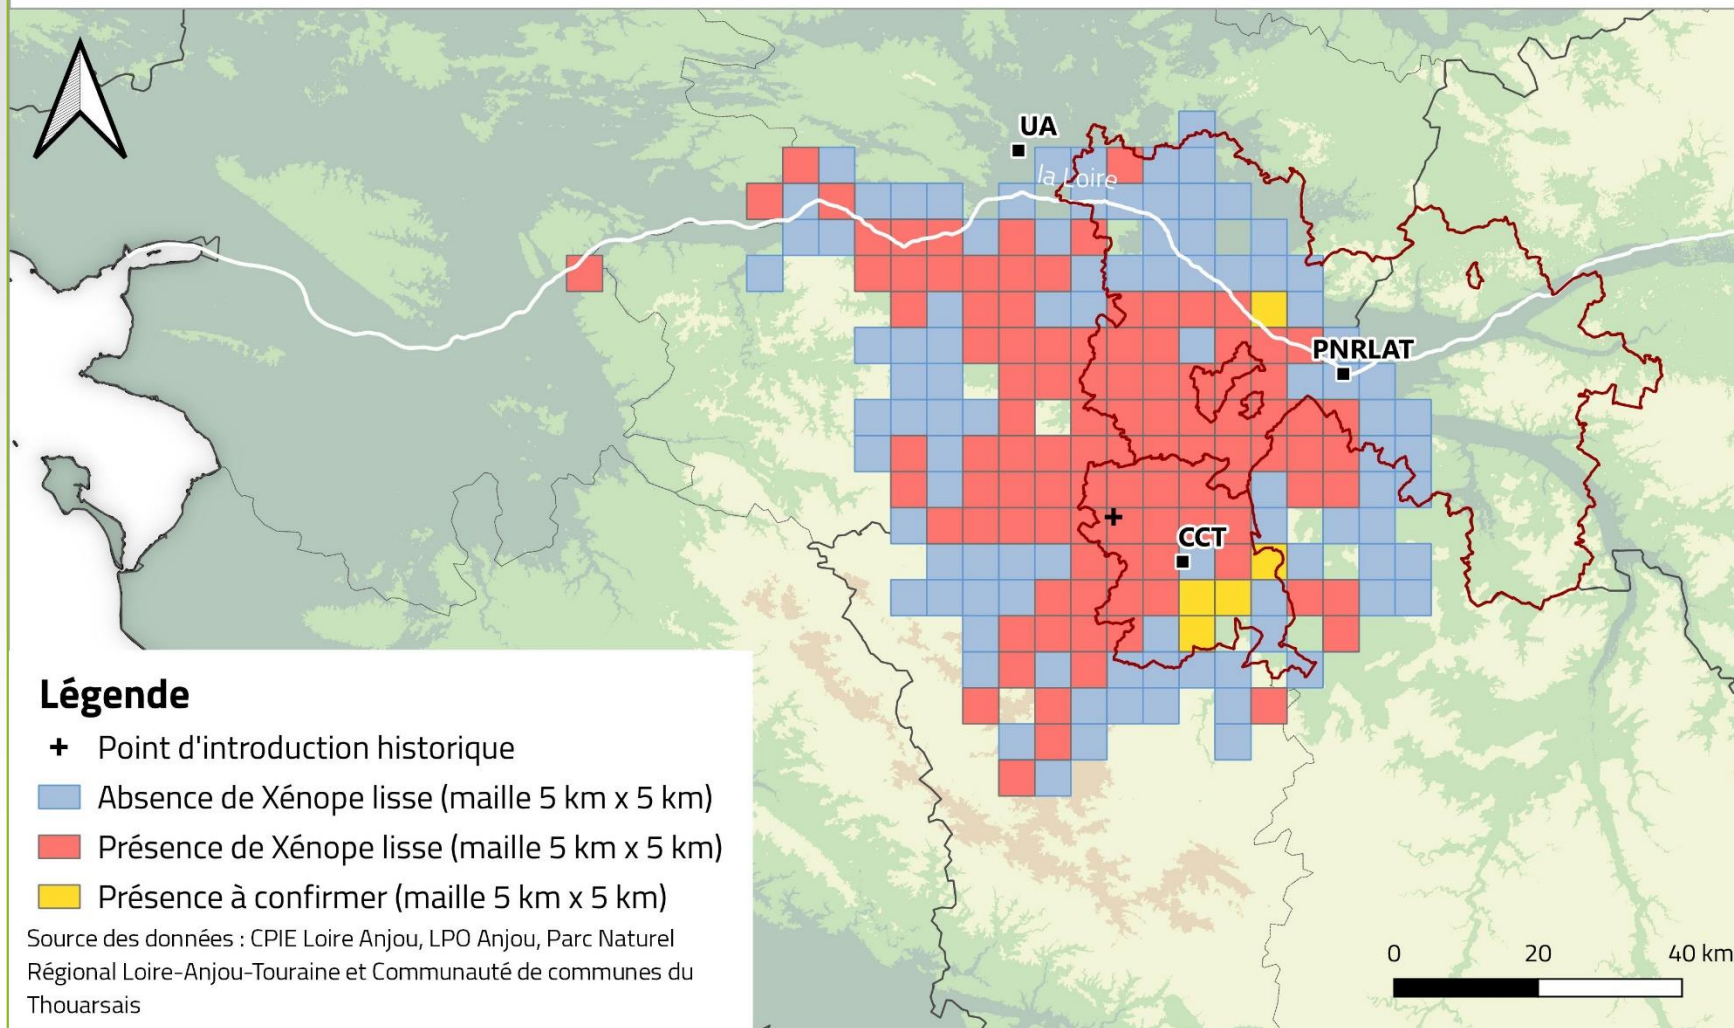 UA
la Loire
PNRLAT
CCT
Légende
Point d'introduction historique
Absence de Xénope lisse (maille 5 km x 5 km)
Présence de Xénope lisse (maille 5 km x 5 km)
Présence à confirmer (maille 5 km x 5 km)
Source des données : CPIE Loire Anjou, LPO Anjou, Parc Naturel
Régional Loire-Anjou-Touraine et Communauté de communes du
Thouarsais
0 20 40 km